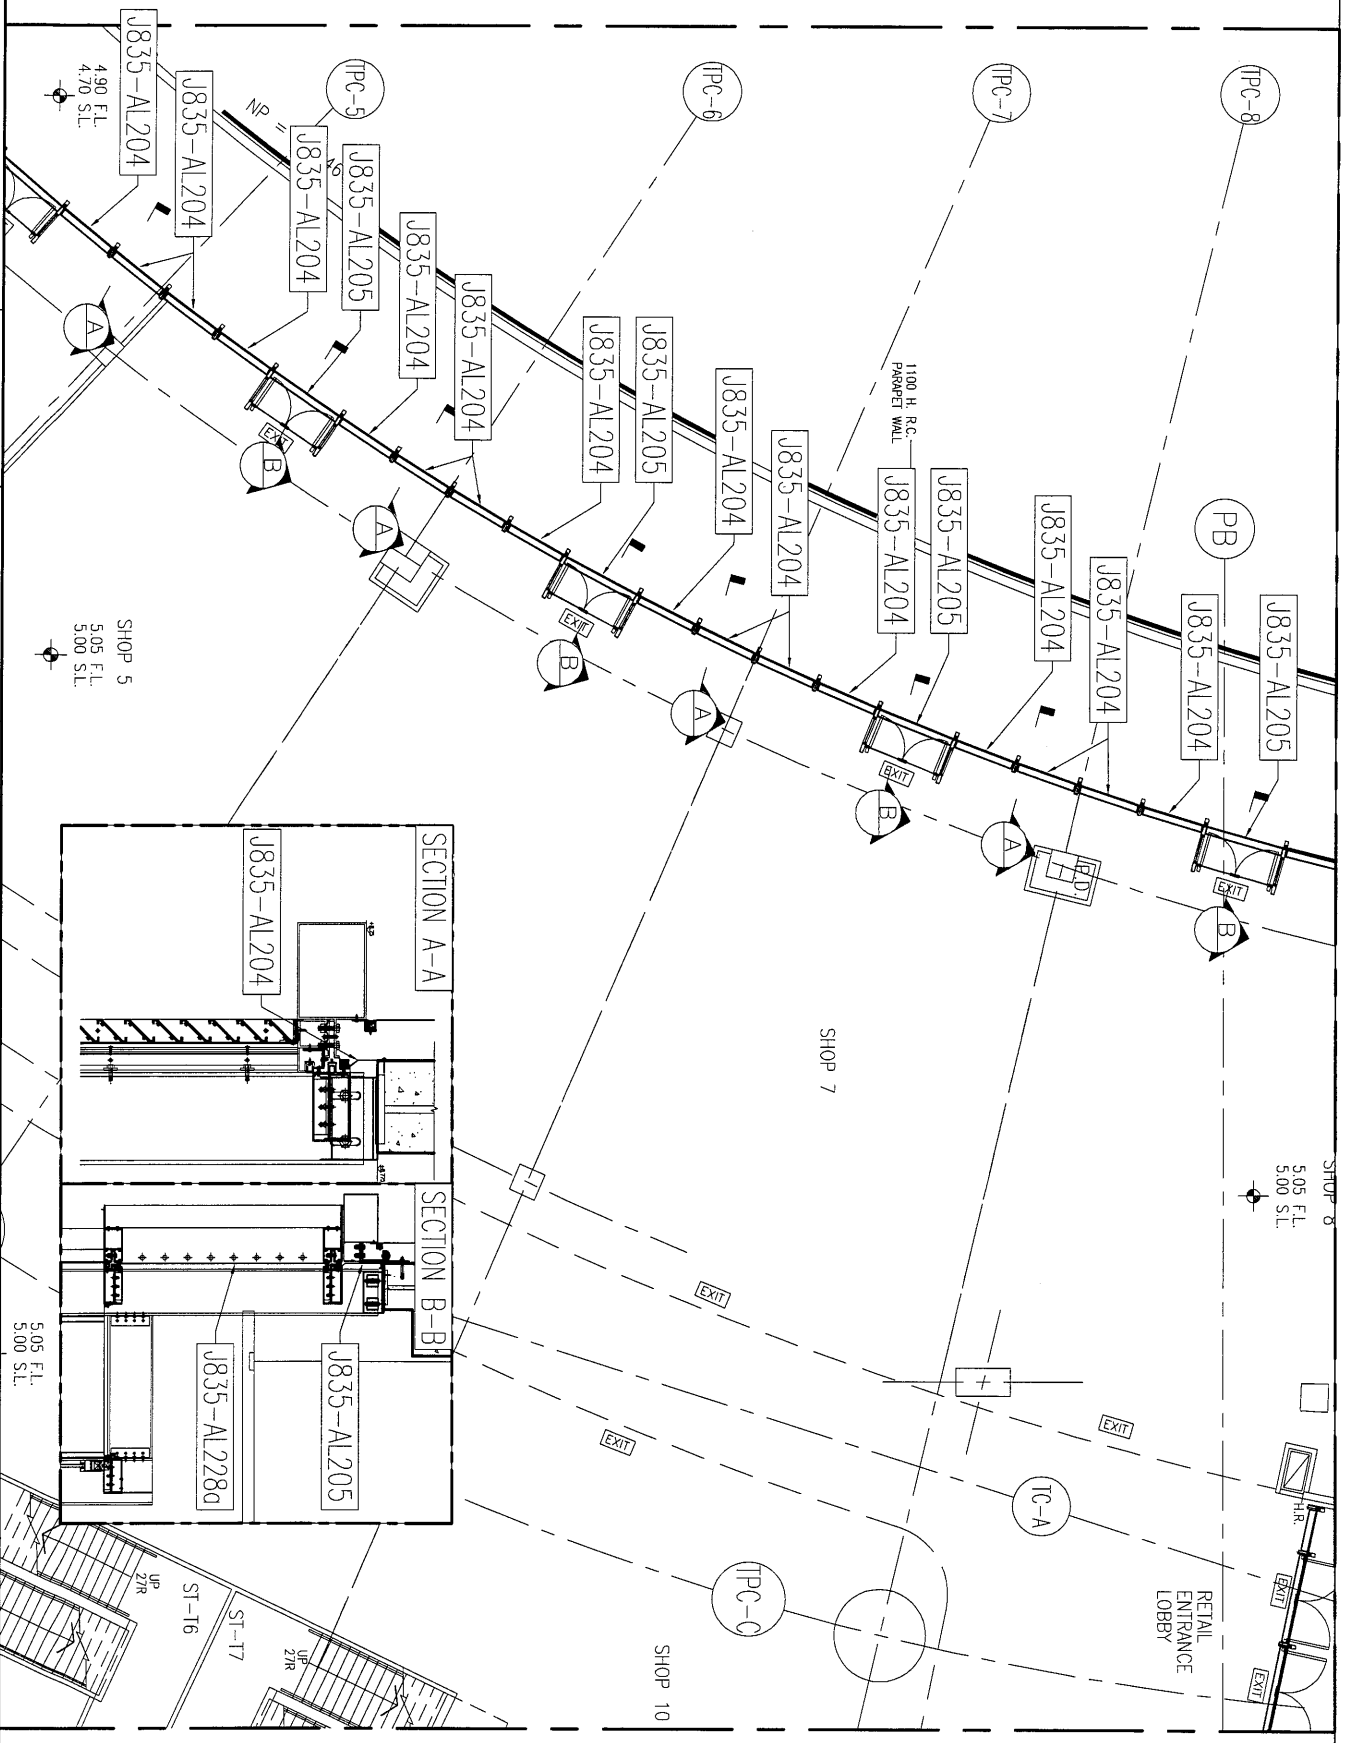 TPC-5
TPC-6
TPC-7
TPC-8
PB
4.90 F.L.
4.70 S.L.
NP =
J835-AL204
J835-AL204
J835-AL204
J835-AL205
J835-AL204
J835-AL204
J835-AL204
J835-AL205
J835-AL204
J835-AL204
J835-AL204
J835-AL205
J835-AL204
J835-AL204
J835-AL204
J835-AL205
1100 H. R.C.
PARAPET WALL
A
EXIT
B
A
EXIT
B
A
EXIT
B
A
P.D.
EXIT
B
SHOP 5
5.05 F.L.
5.00 S.L.
SHOP 7
SHOP 8
5.05 F.L.
5.00 S.L.
SECTION A-A
J835-AL204
SECTION B-B
J835-AL205
J835-AL228a
5.05 F.L.
5.00 S.L.
EXIT
EXIT
EXIT
TC-A
TPC-C
H.R.
EXIT
EXIT
RETAIL
ENTRANCE
LOBBY
SHOP 10
UP
27R
ST-T6
ST-T7
UP
27R